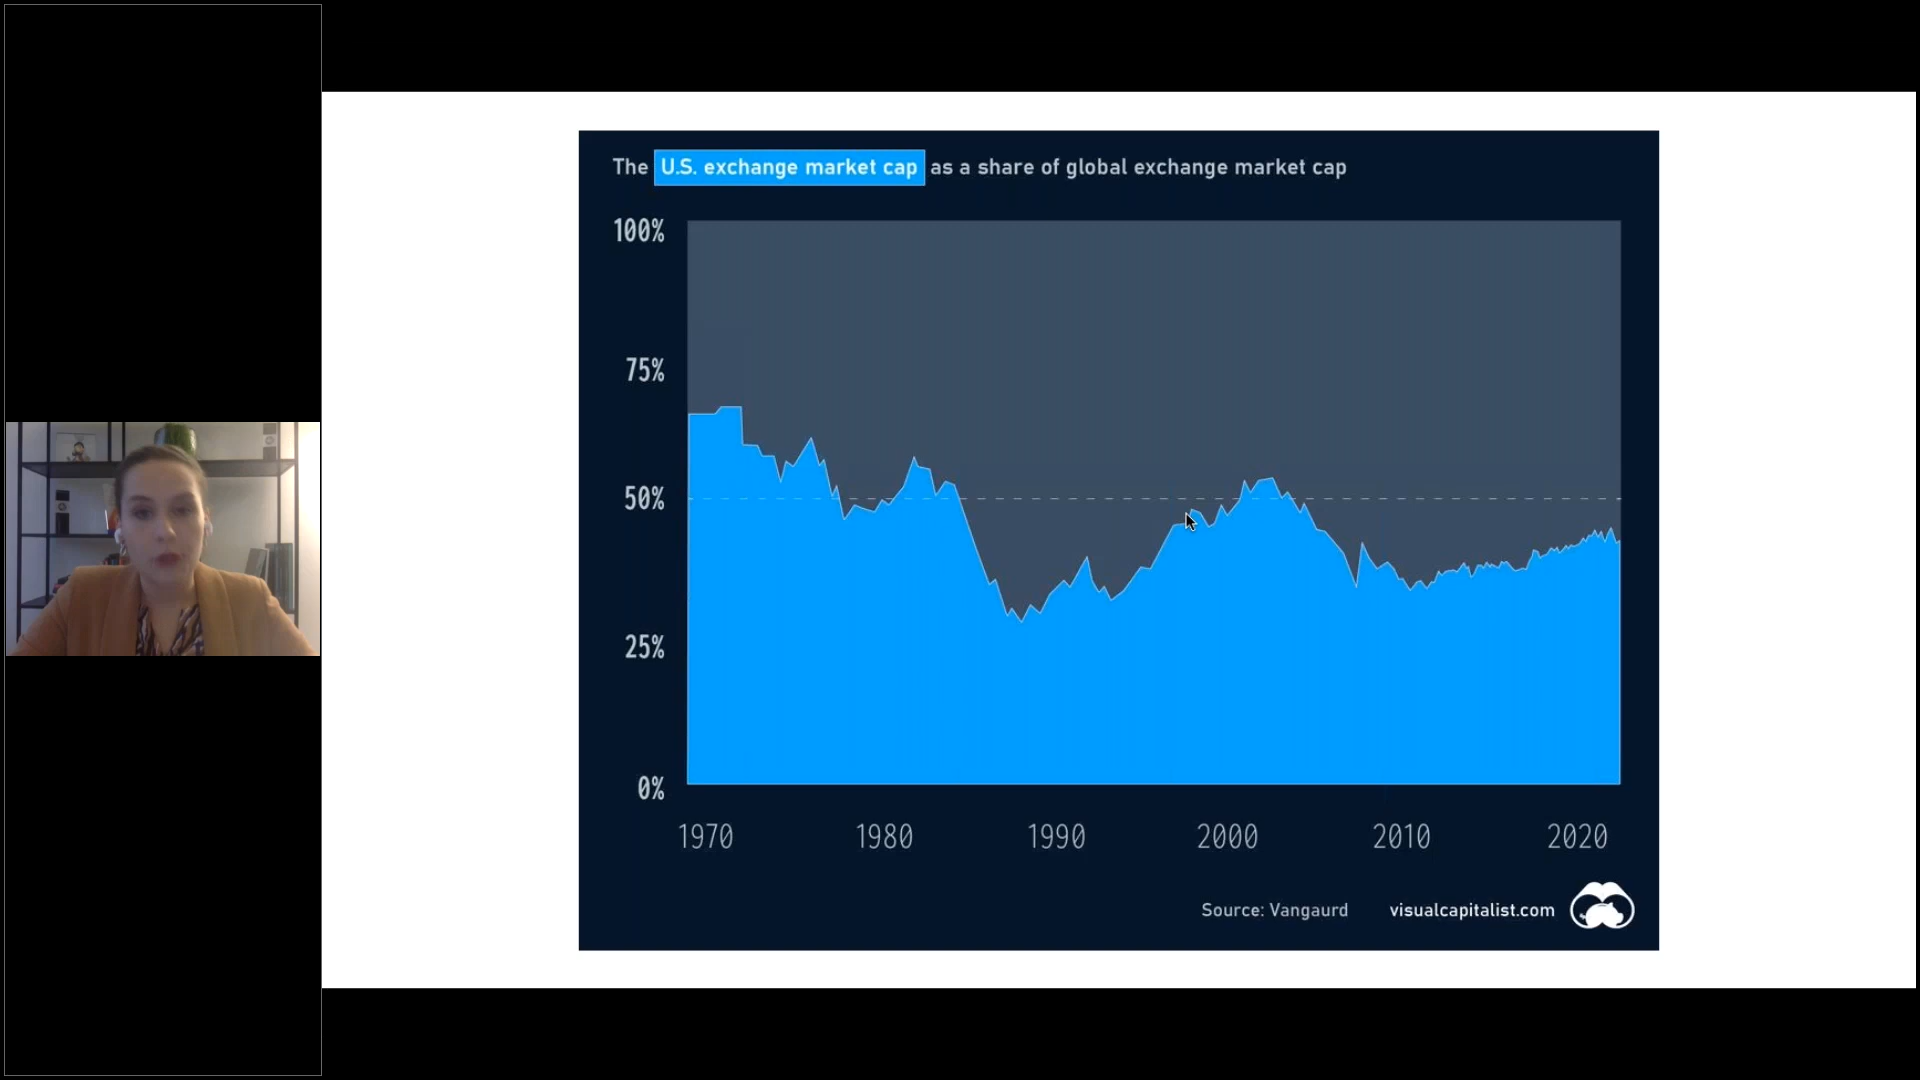 The U.S. exchange market cap as a share of global exchange market cap
100%
75%
50%
25%
0%
1970 1980 1990 2000 2010 2020
Source: Vangaurd visualcapitalist.com